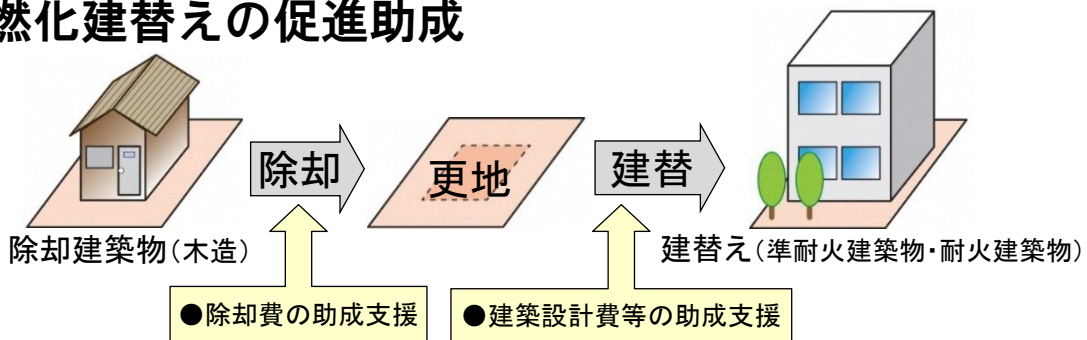 燃化建替えの促進助成
除却
更地
建替
除却建築物(木造)
建替え(準耐火建築物・耐火建築物)
●除却費の助成支援
●建築設計費等の助成支援